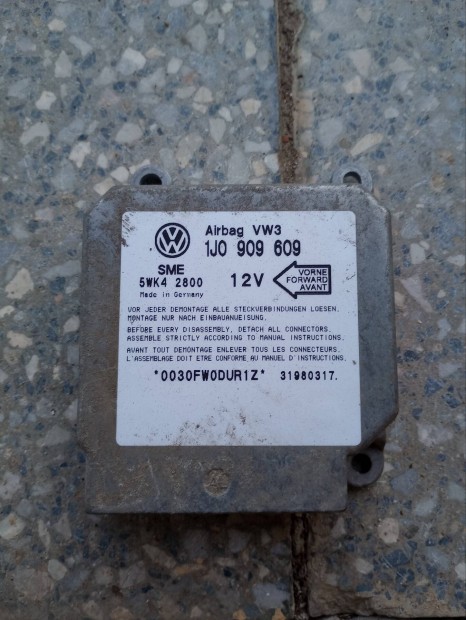 Airbag VW3
1J0 909 609
SME
5WK4 2800
Made in Germany
12V
VORNE
FORWARD
AVANT
VOR JEDER DEMONTAGE ALLE STECKVERBINDUNGEN LOESEN,
MONTAGE NUR NACH EINBAUANWEISUNG.
BEFORE EVERY DISASSEMBLY, DETACH ALL CONNECTORS.
ASSEMBLE STRICTLY ACCORDING TO MANUAL INSTRUCTIONS.
AVANT TOUT DEMONTAGE ENLEVER TOUS LES CONNECTEURS.
L'ASSEMBLAGE DOIT ETRE CONFORME AU MANUEL D'INSTRUCTIONS.
*0030FW0DUR1Z* 31980317.